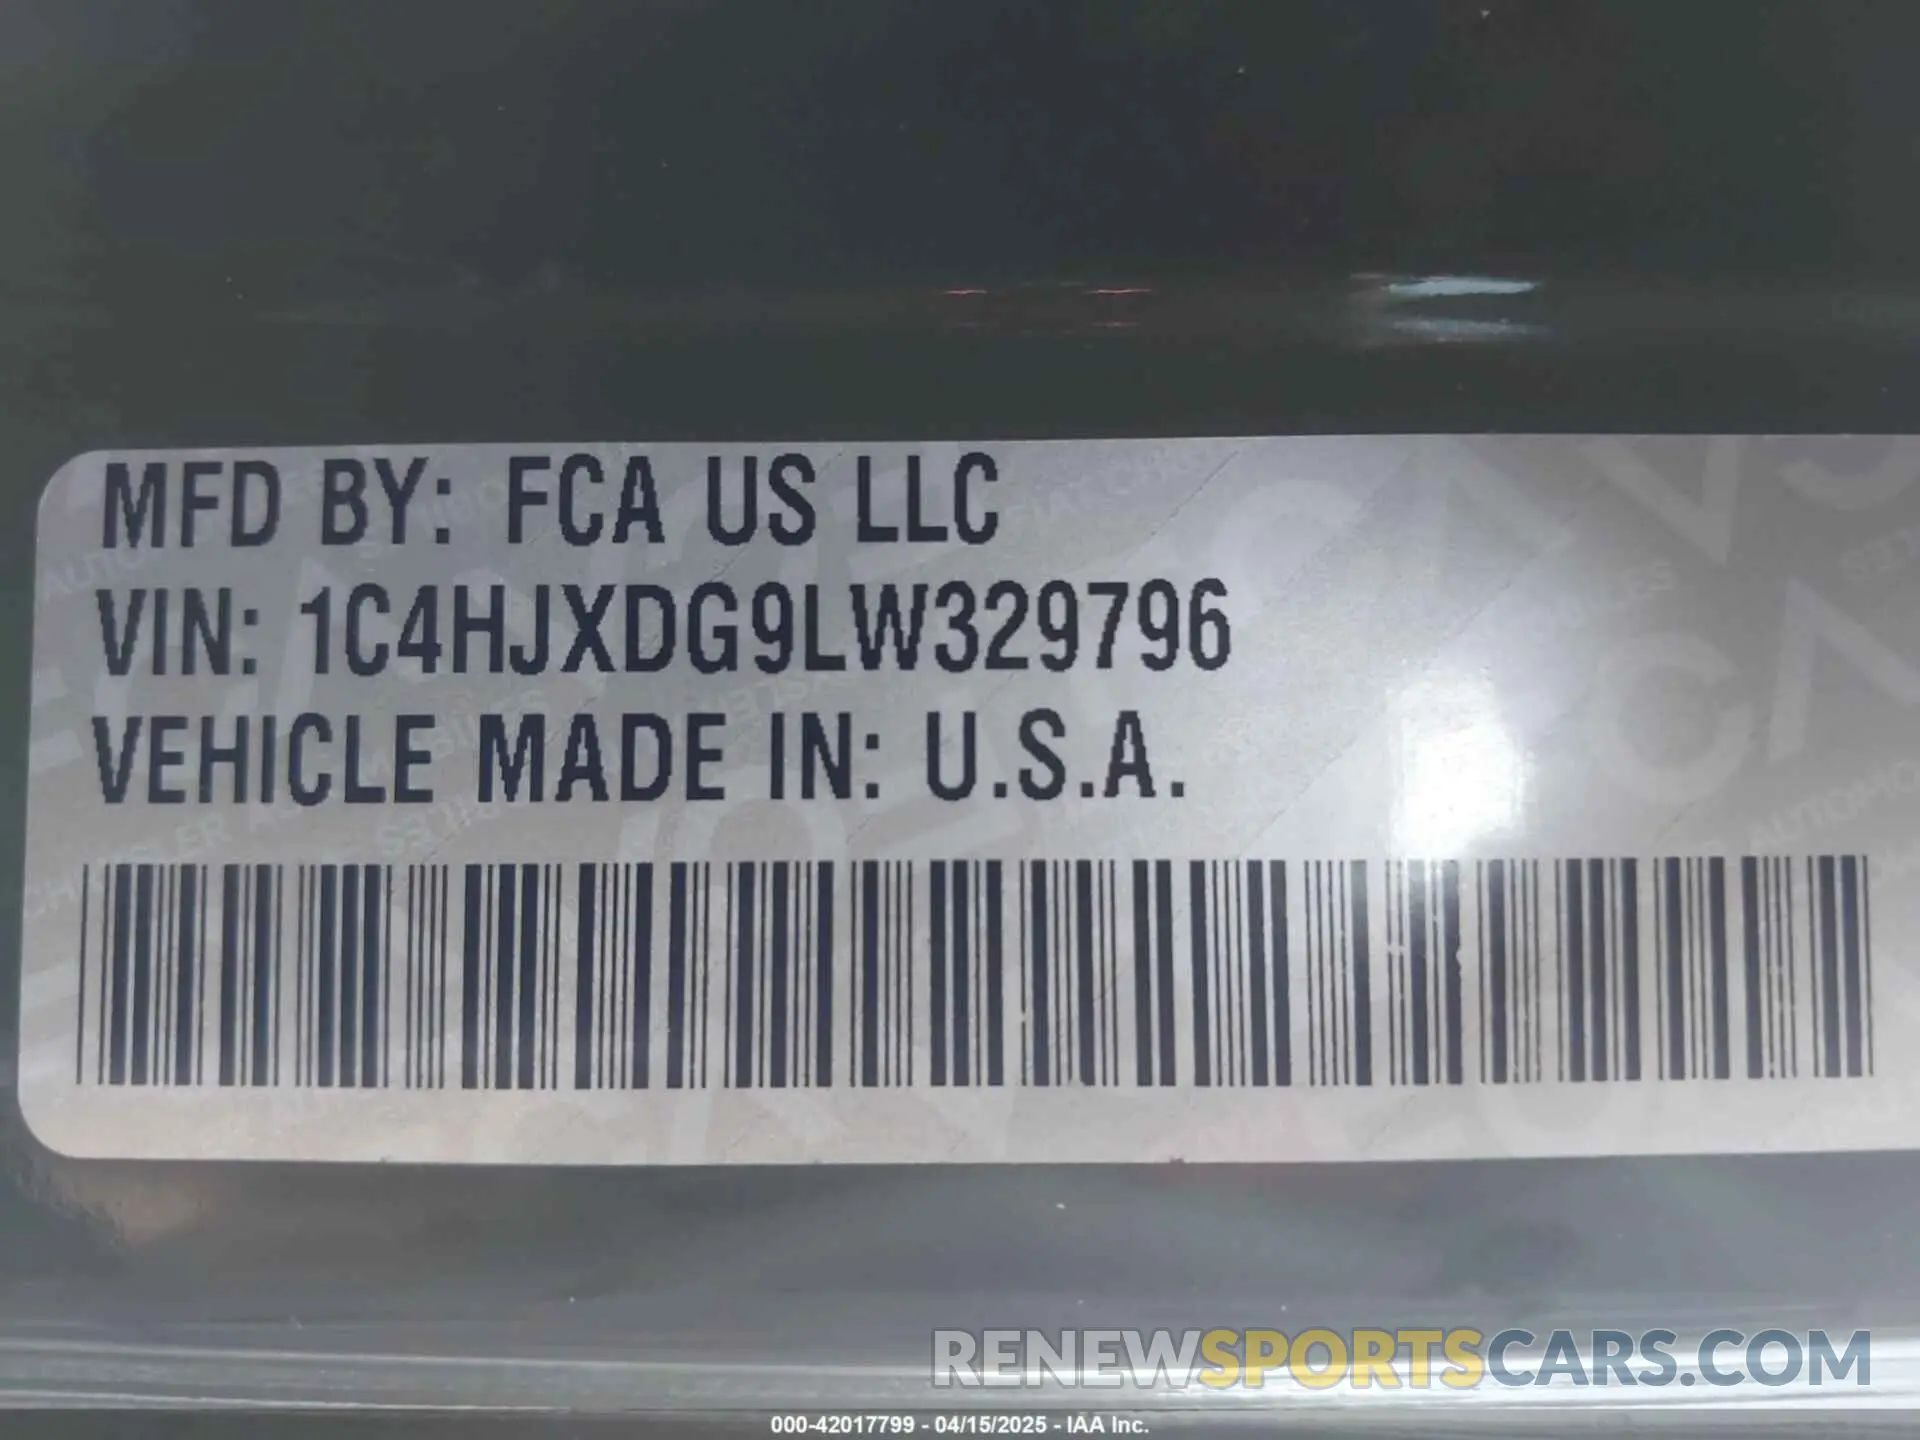 MFD BY: FCA US LLC
VIN: 1C4HJXDG9LW329796
VEHICLE MADE IN: U.S.A.
RENEWSPORTSCARS.COM
000-42017799 - 04/15/2025 - IAA Inc.